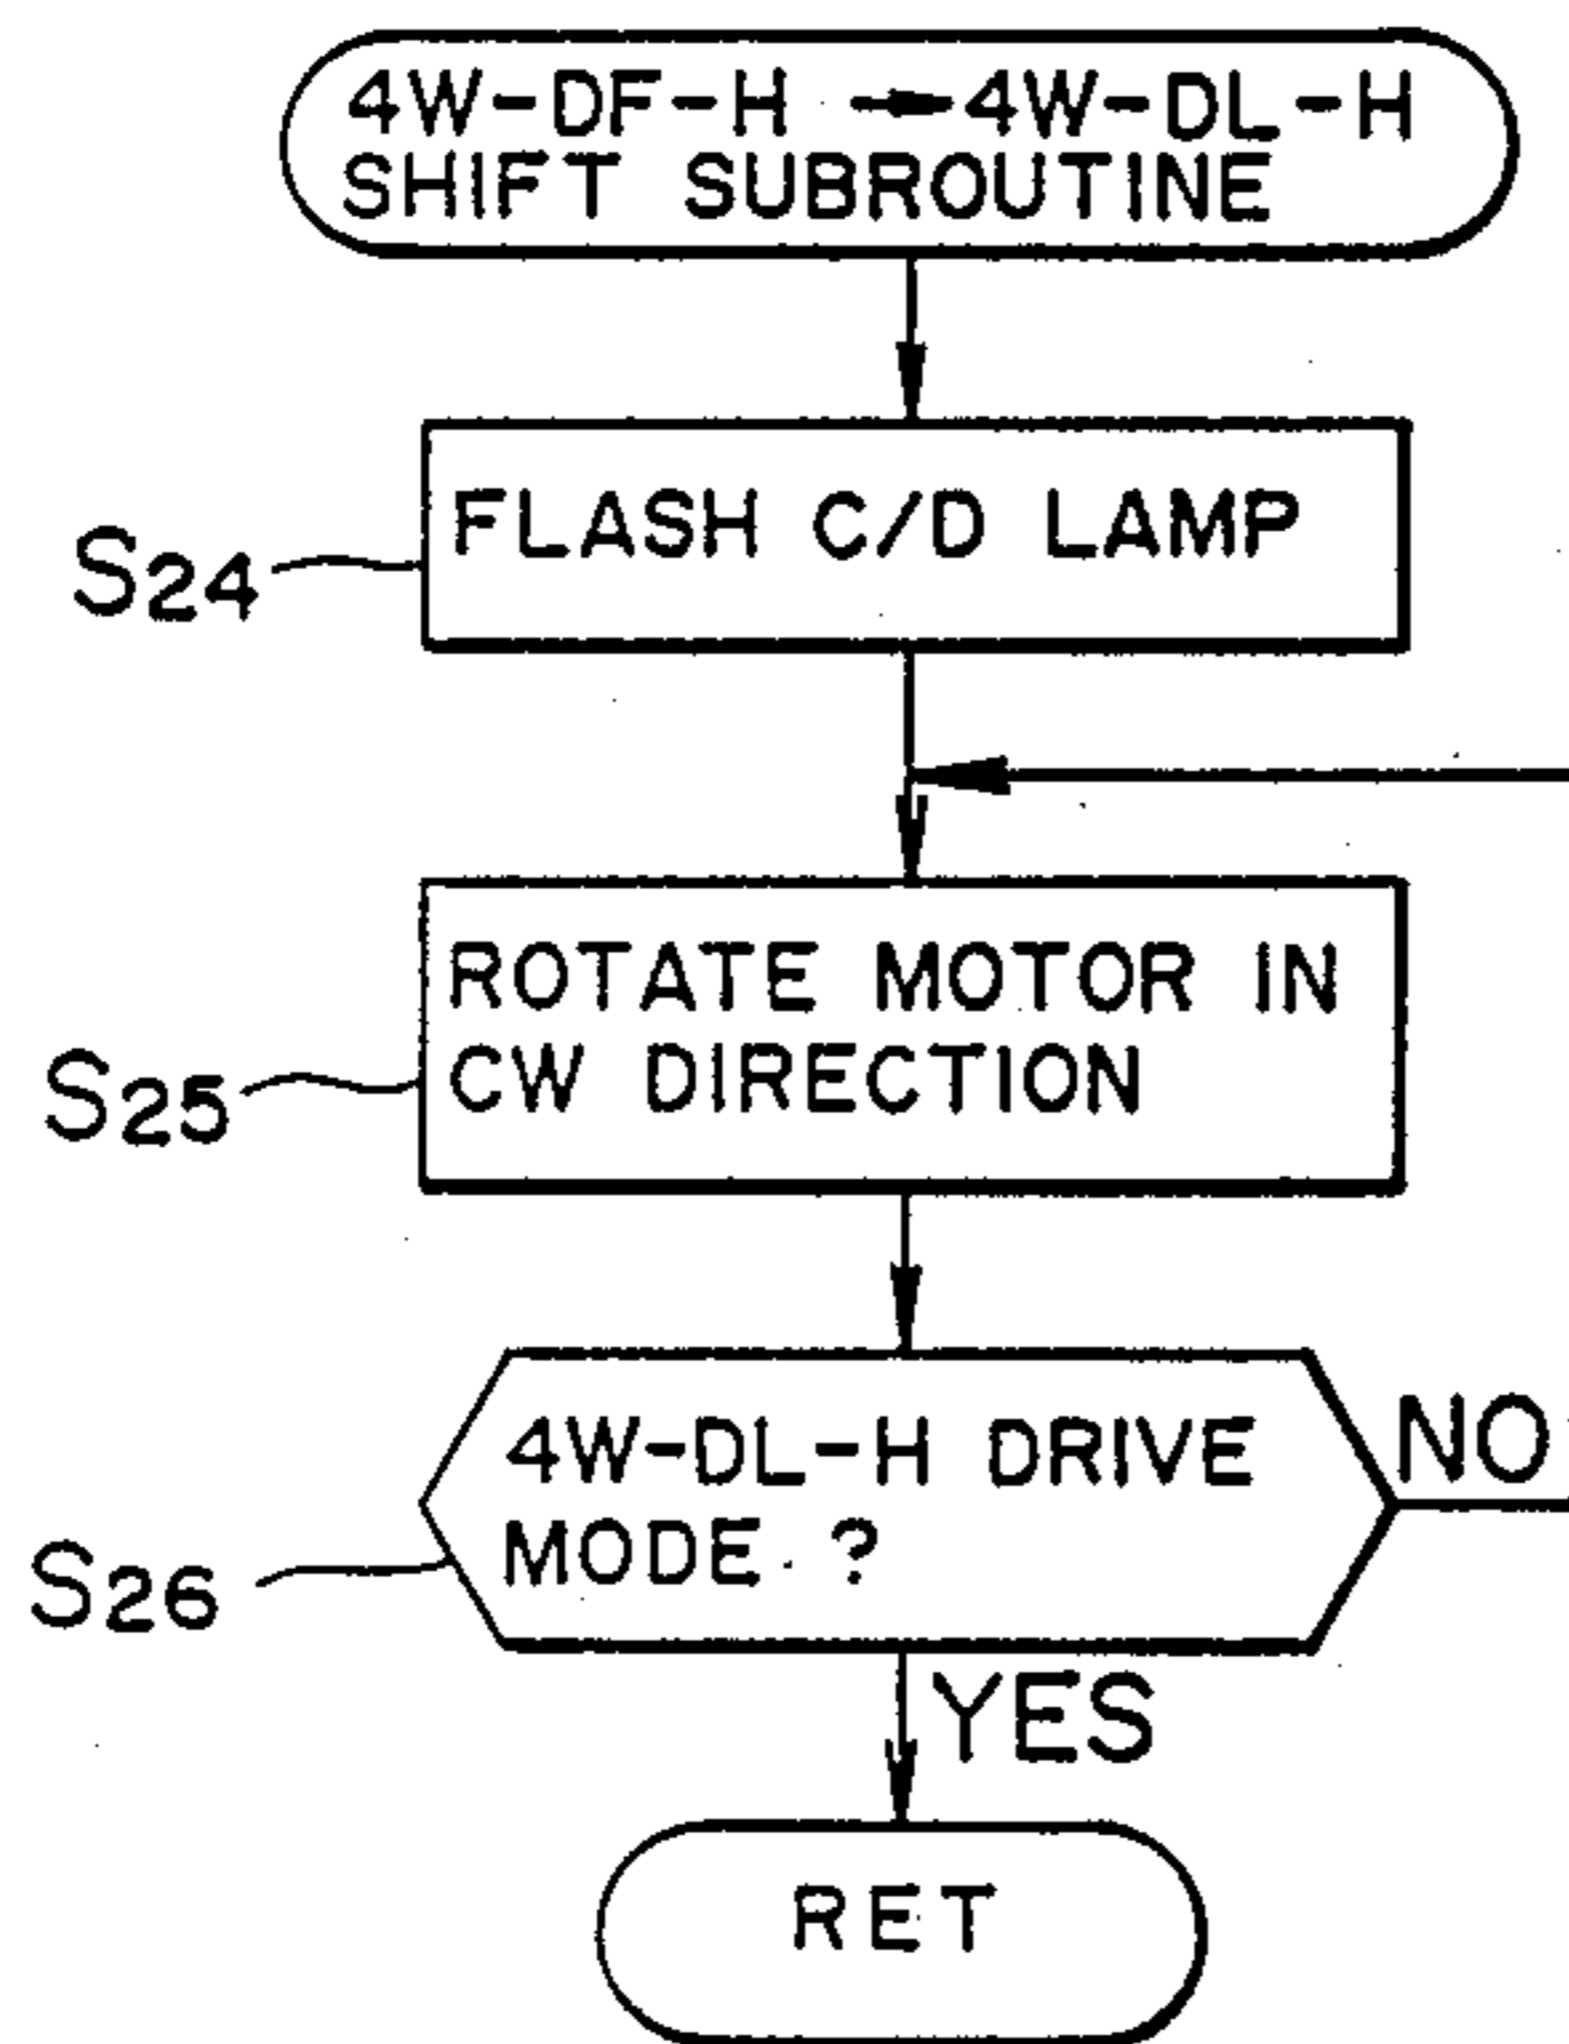 4W-DF-H → 4W-DL-H
SHIFT SUBROUTINE
S24
FLASH C/D LAMP
S25
ROTATE MOTOR IN
CW DIRECTION
S26
4W-DL-H DRIVE
MODE ?
NO
YES
RET